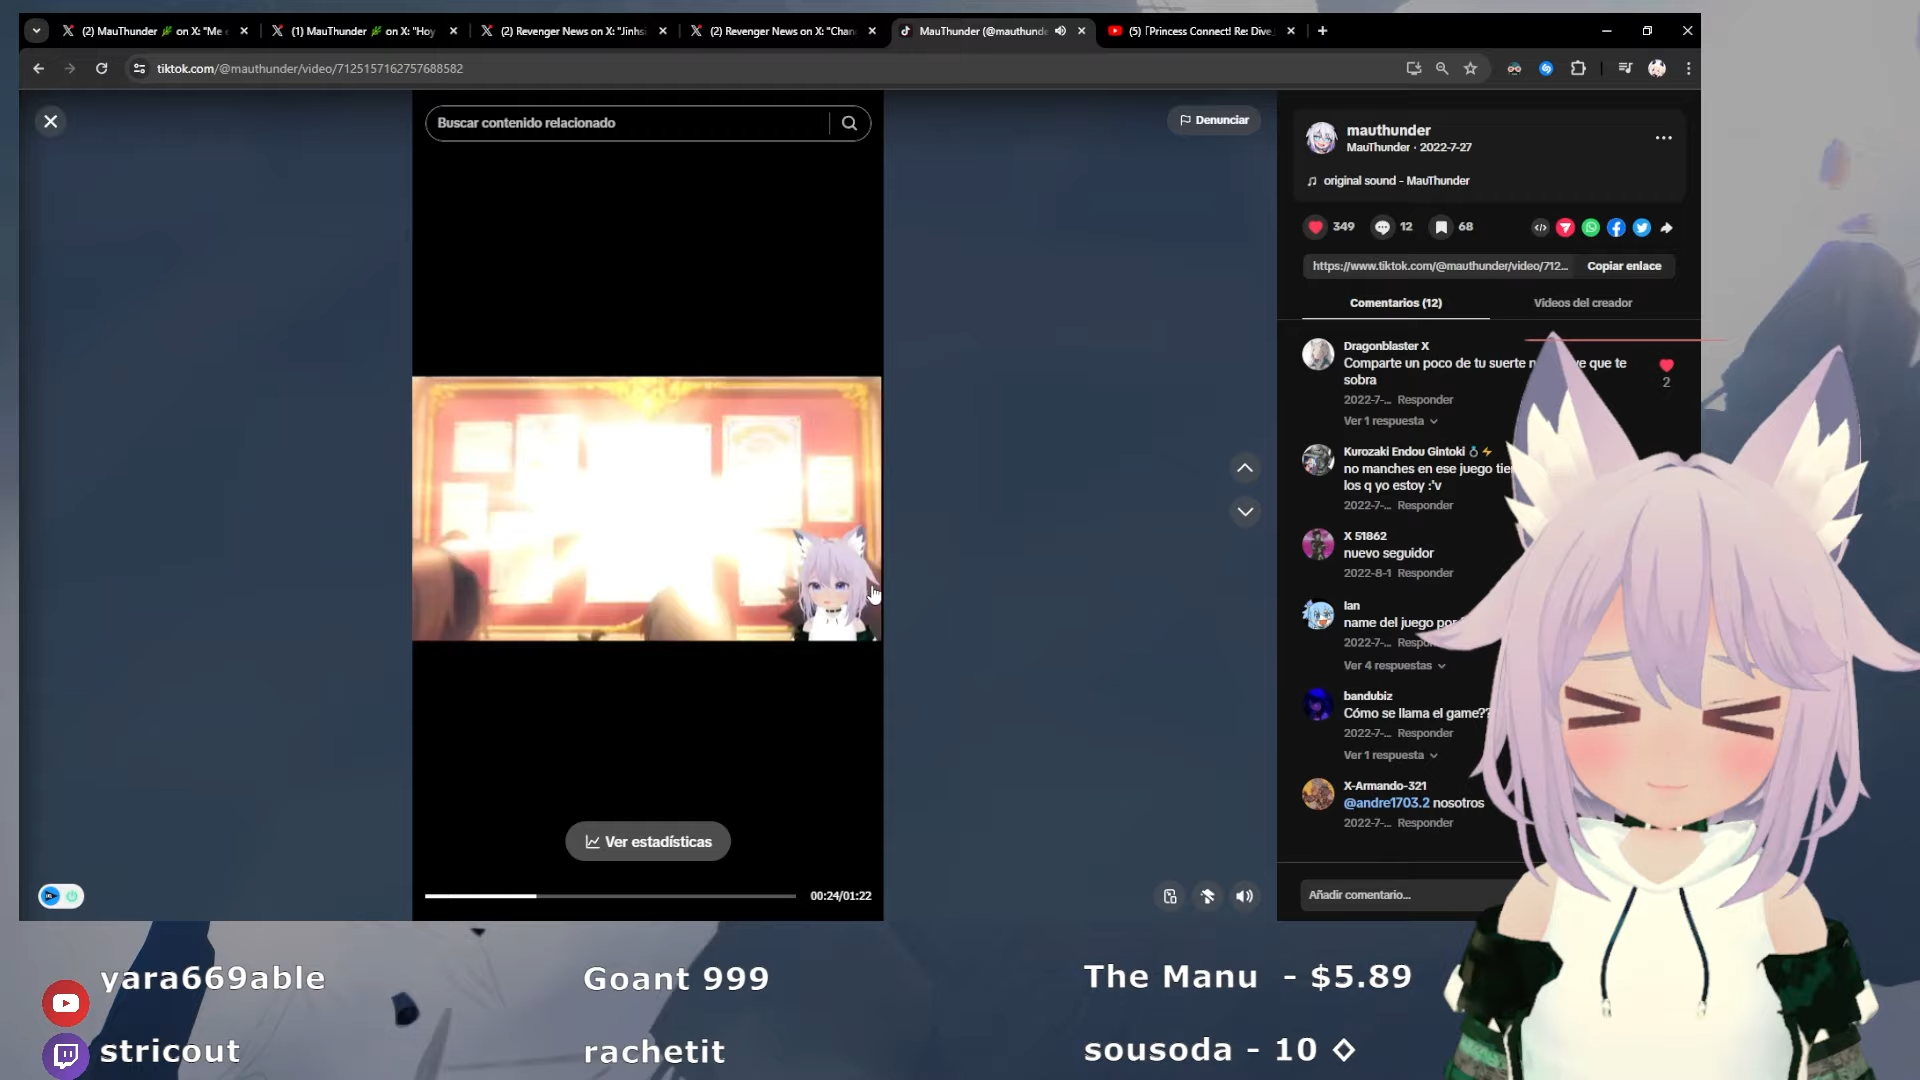 (2) MauThunder 🌿 on X: "Me e
(1) MauThunder 🌿 on X: "Hoy
(2) Revenger News on X: "Jinhsi
(2) Revenger News on X: "Chan
MauThunder (@mauthunde
(5) 「Princess Connect! Re: Dive」
tiktok.com/@mauthunder/video/7125157162757688582
Buscar contenido relacionado
Denunciar
Ver estadísticas
00:24/01:22
mauthunder
MauThunder · 2022-7-27
original sound - MauThunder
349
12
68
https://www.tiktok.com/@mauthunder/video/712...
Copiar enlace
Comentarios (12)
Videos del creador
Dragonblaster X
Comparte un poco de tu suerte ve que te
sobra
2
2022-7-... Responder
Ver 1 respuesta
Kurozaki Endou Gintoki 💍⚡
no manches en ese juego
los q yo estoy :'v
2022-7-... Responder
X 51862
nuevo seguidor
2022-8-1 Responder
Ian
name del juego
2022-7-...
Ver 4 respuestas
bandubiz
Cómo se llama el game??
2022-7-... Responder
Ver 1 respuesta
X-Armando-321
@andre1703.2 nosotros
2022-7-... Responder
Añadir comentario...
yara669able
Goant 999
The Manu - $5.89
stricout
rachetit
sousoda - 10 ◇